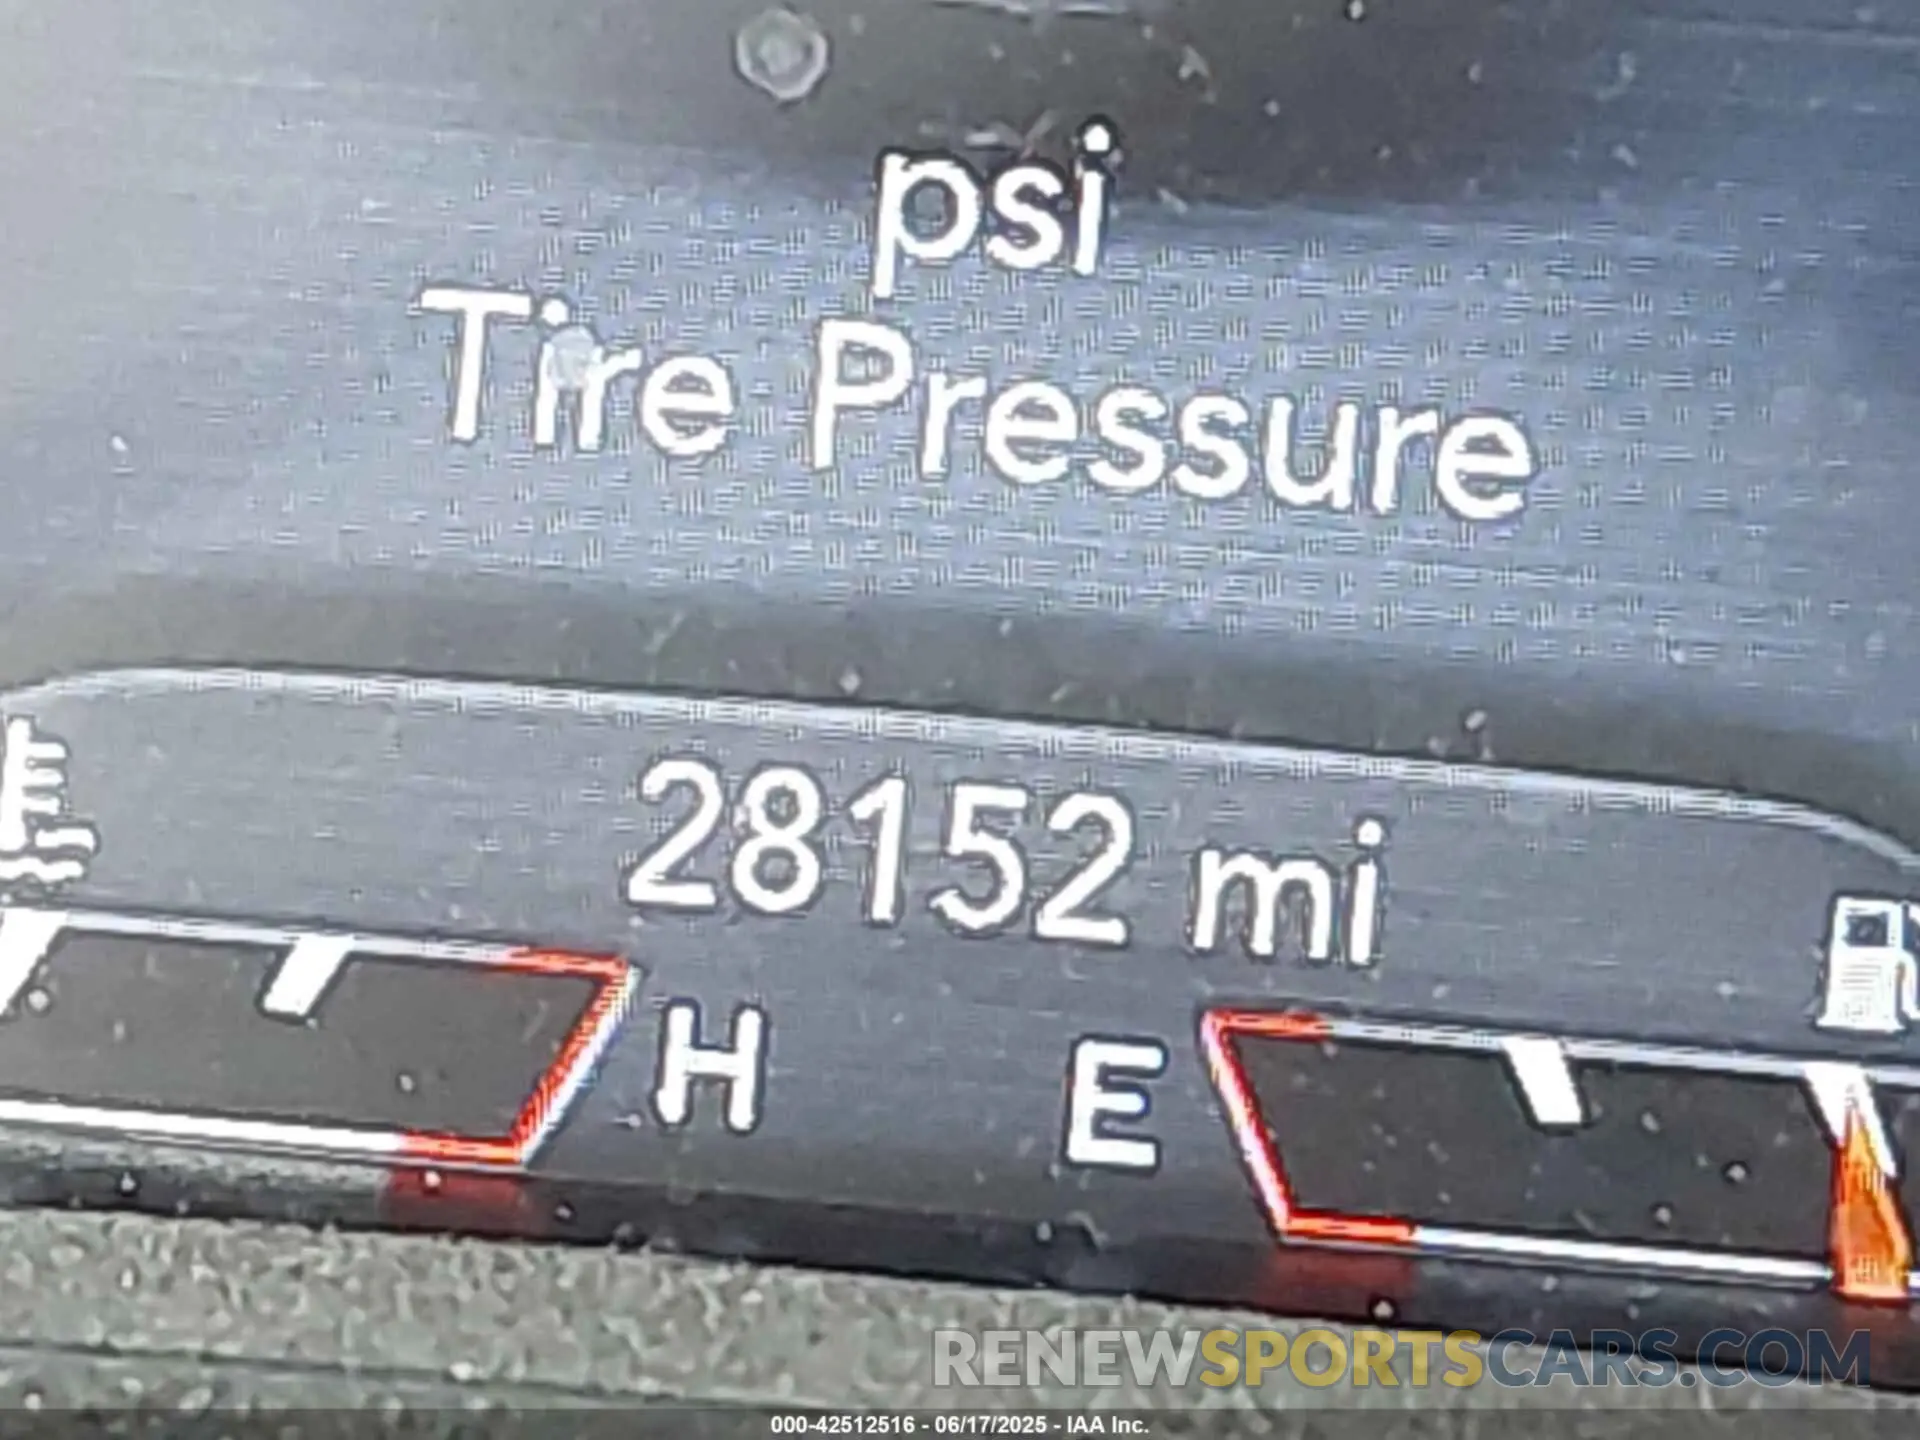 psi
Tire Pressure
28152 mi
H E
RENEWSPORTSCARS.COM
000-42512516 - 06/17/2025 - IAA Inc.